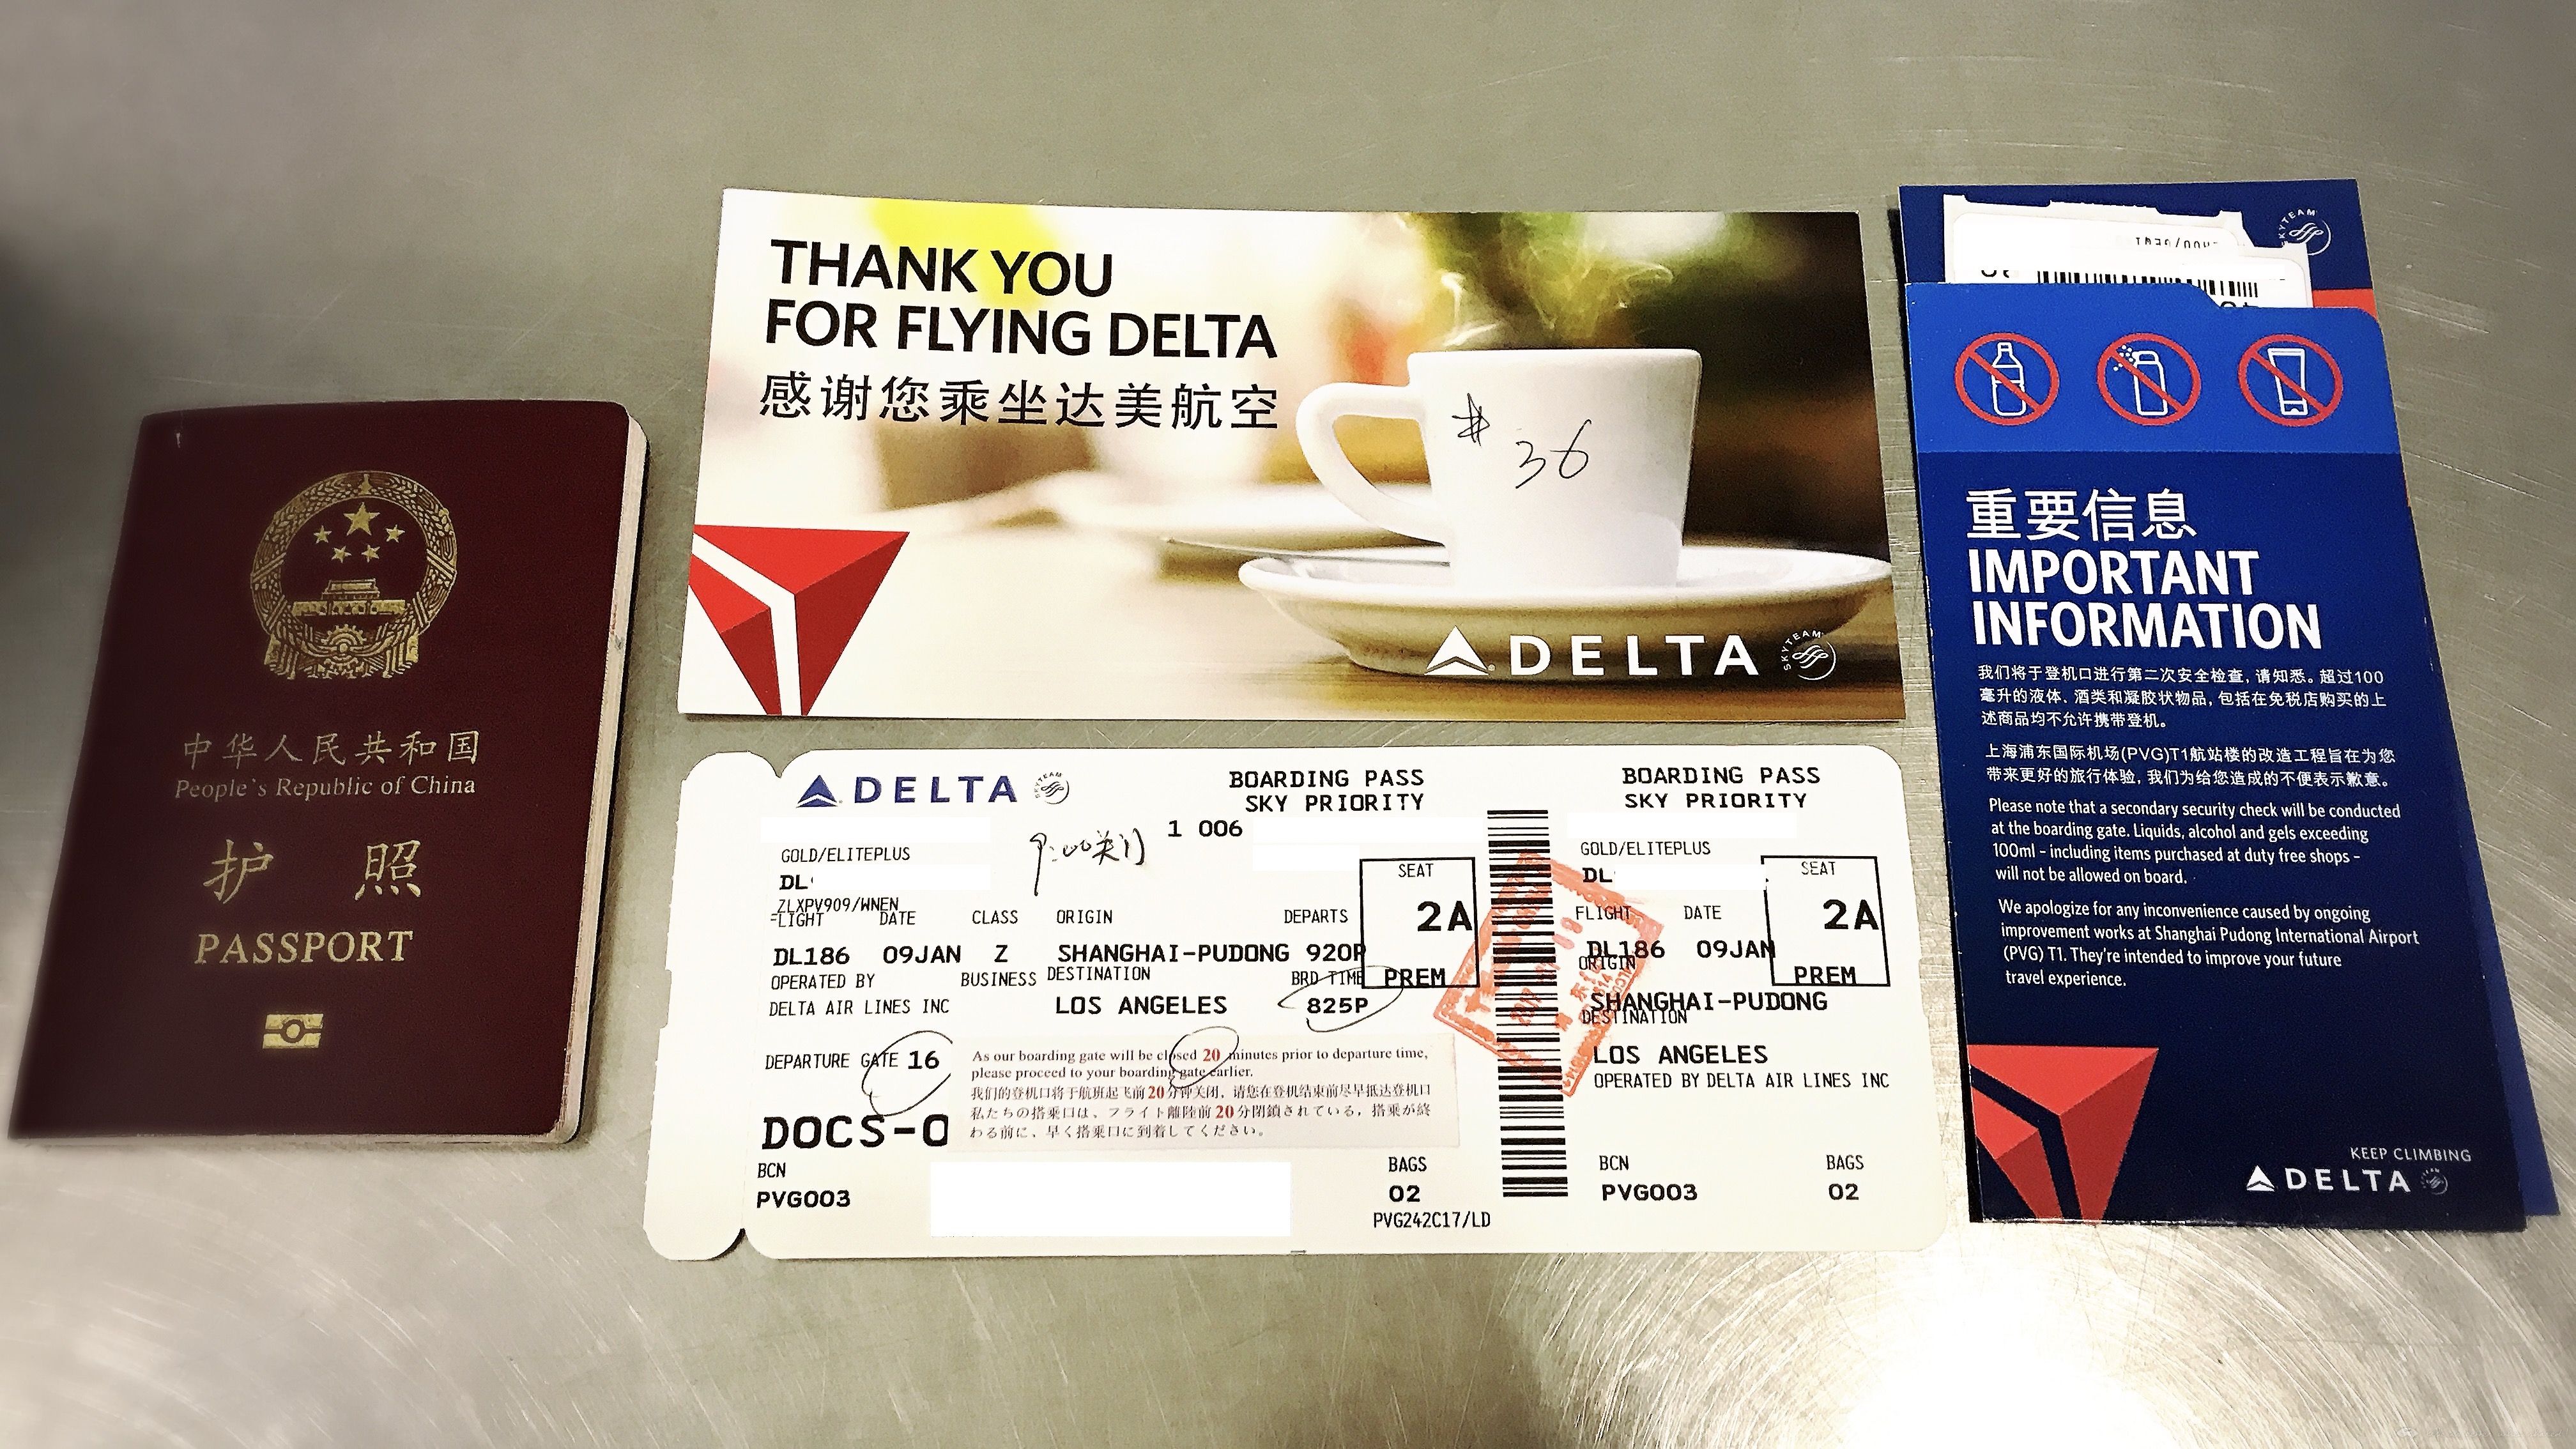 中华人民共和国
People's Republic of China
护 照
PASSPORT
THANK YOU
FOR FLYING DELTA
感谢您乘坐达美航空
# 36
DELTA
SKYTEAM
DELTA
SKYTEAM
BOARDING PASS
SKY PRIORITY
1 006
9:00关门
GOLD/ELITEPLUS
DL
ZLXPV909/WNEN
FLIGHT DATE CLASS ORIGIN DEPARTS
DL186 09JAN Z SHANGHAI-PUDONG 920P
OPERATED BY BUSINESS DESTINATION BRD TIME
DELTA AIR LINES INC LOS ANGELES 825P
SEAT
2A
PREM
DEPARTURE GATE 16
As our boarding gate will be closed 20 minutes prior to departure time,
please proceed to your boarding gate earlier.
我们的登机口将于航班起飞前20分钟关闭，请您在登机结束前尽早抵达登机口
私たちの搭乗口は、フライト離陸前20分閉鎖されている，搭乗が終
わる前に、早く搭乗口に到着してください。
DOCS-O
BCN BAGS
PVG003 02
PVG242C17/LD
BOARDING PASS
SKY PRIORITY
GOLD/ELITEPLUS
DL
SEAT
2A
PREM
FLIGHT DATE
DL186 09JAN
ORIGIN
SHANGHAI-PUDONG
DESTINATION
LOS ANGELES
OPERATED BY DELTA AIR LINES INC
BCN BAGS
PVG003 02
SKYTEAM
重要信息
IMPORTANT
INFORMATION
我们将于登机口进行第二次安全检查，请知悉。超过100
毫升的液体、酒类和凝胶状物品，包括在免税店购买的上
述商品均不允许携带登机。
上海浦东国际机场(PVG)T1航站楼的改造工程旨在为您
带来更好的旅行体验，我们为给您造成的不便表示歉意。
Please note that a secondary security check will be conducted
at the boarding gate. Liquids, alcohol and gels exceeding
100ml – including items purchased at duty free shops –
will not be allowed on board.
We apologize for any inconvenience caused by ongoing
improvement works at Shanghai Pudong International Airport
(PVG) T1. They're intended to improve your future
travel experience.
KEEP CLIMBING
DELTA